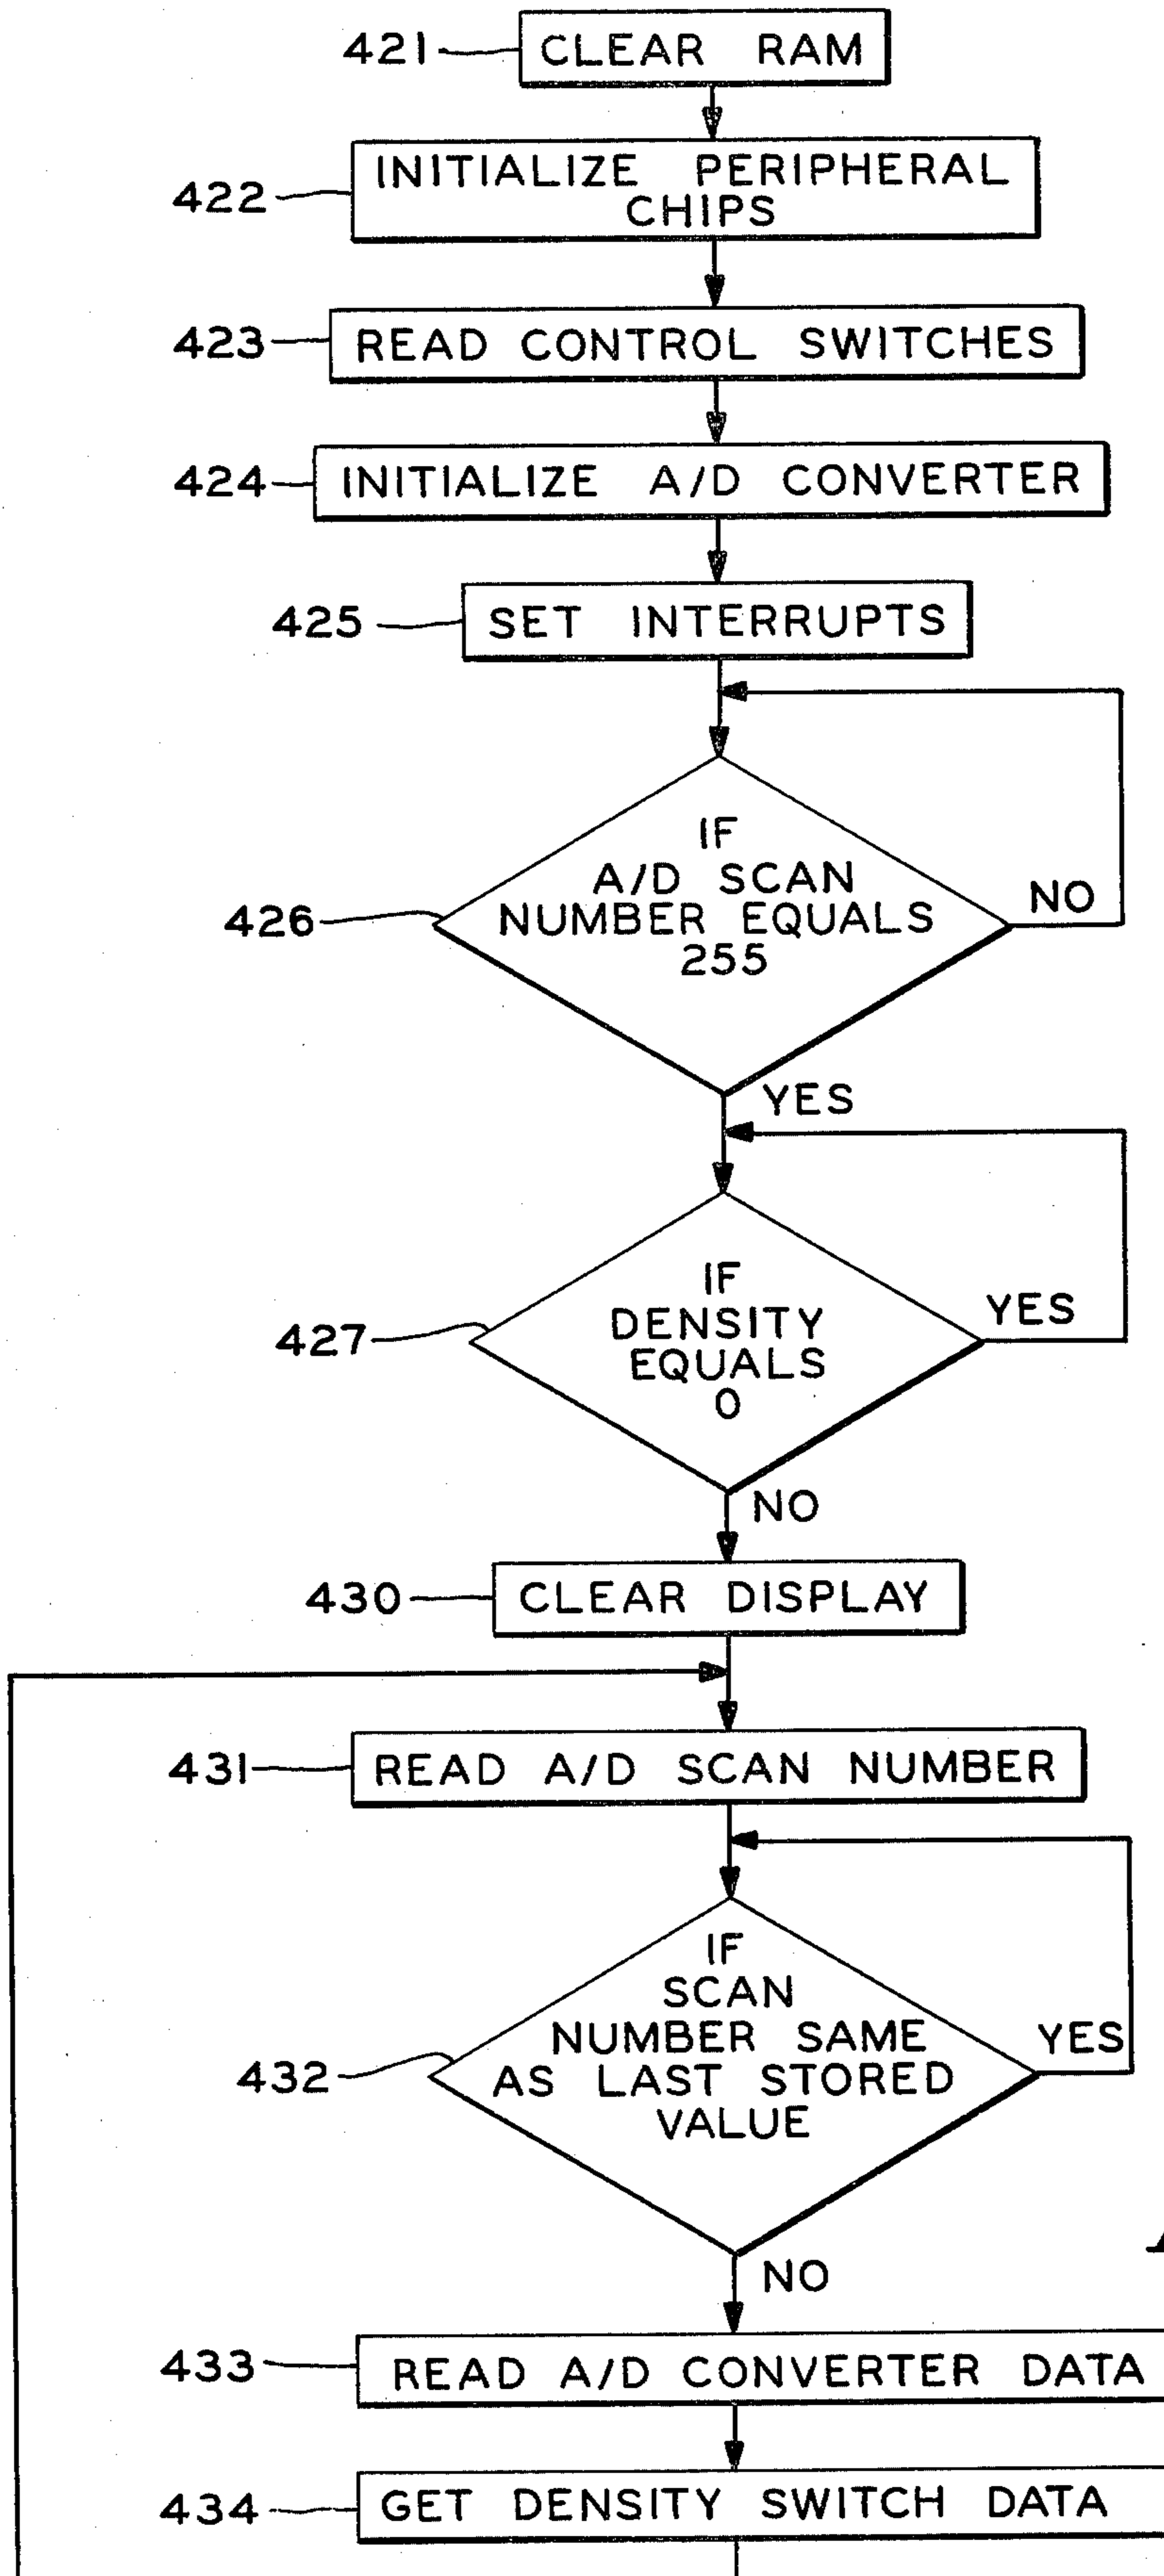 421 CLEAR RAM
422 INITIALIZE PERIPHERAL
CHIPS
423 READ CONTROL SWITCHES
424 INITIALIZE A/D CONVERTER
425 SET INTERRUPTS
IF
A/D SCAN
426 NUMBER EQUALS NO
255
YES
IF
DENSITY YES
427 EQUALS
0
NO
430 CLEAR DISPLAY
431 READ A/D SCAN NUMBER
IF
SCAN
NUMBER SAME YES
432 AS LAST STORED
VALUE
NO
433 READ A/D CONVERTER DATA
434 GET DENSITY SWITCH DATA